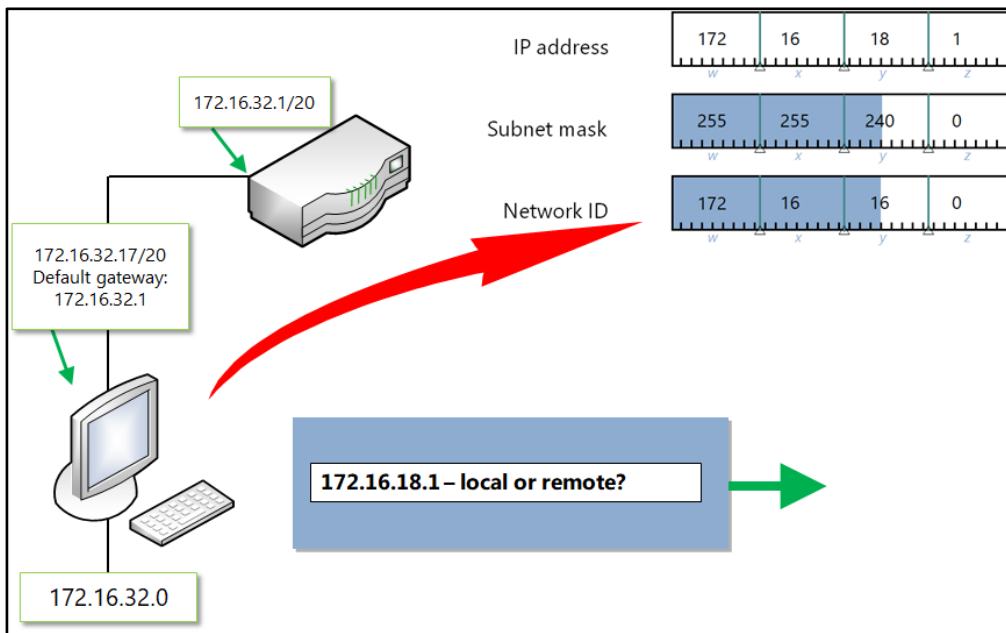 IP address
172 16 18 1
w x y z
172.16.32.1/20
Subnet mask
255 255 240 0
w x y z
Network ID
172 16 16 0
w x y z
172.16.32.17/20
Default gateway:
172.16.32.1
172.16.18.1 – local or remote?
172.16.32.0